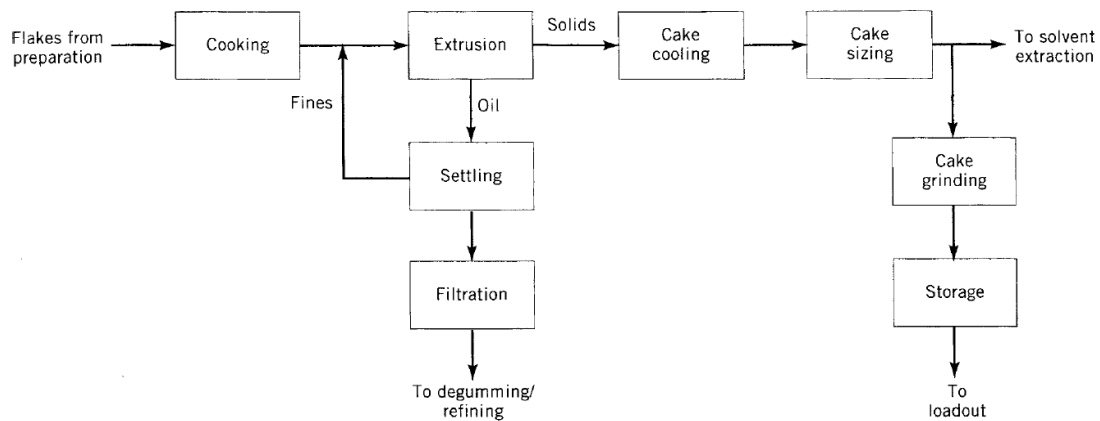 Flakes from
preparation
Cooking
Extrusion
Solids
Cake
cooling
Cake
sizing
To solvent
extraction
Fines
Oil
Settling
Cake
grinding
Filtration
Storage
To degumming/
refining
To
loadout